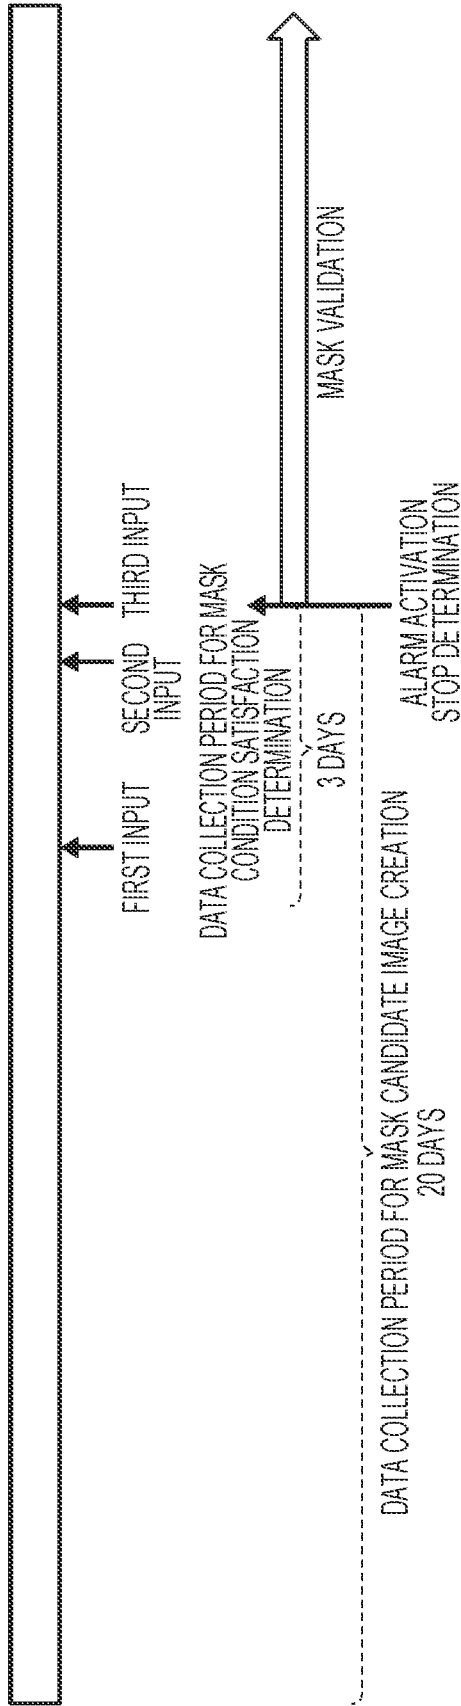 FIRST INPUT
SECOND
INPUT
THIRD INPUT
DATA COLLECTION PERIOD FOR MASK
CONDITION SATISFACTION
DETERMINATION
3 DAYS
MASK VALIDATION
DATA COLLECTION PERIOD FOR MASK CANDIDATE IMAGE CREATION
20 DAYS
ALARM ACTIVATION
STOP DETERMINATION